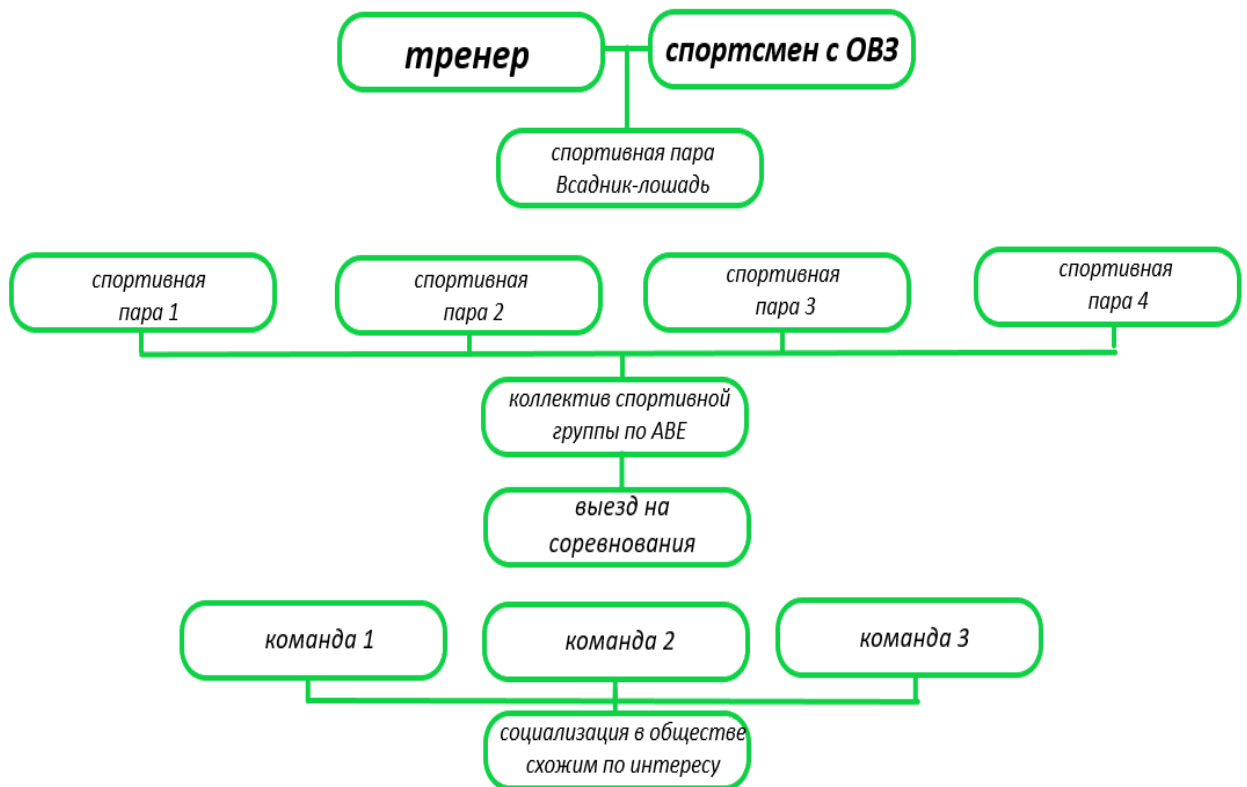 тренер
спортсмен с ОВЗ
спортивная пара
Всадник-лошадь
спортивная
пара 1
спортивная
пара 2
спортивная
пара 3
спортивная
пара 4
коллектив спортивной
группы по АВЕ
выезд на
соревнования
команда 1
команда 2
команда 3
социализация в обществе
схожим по интересу